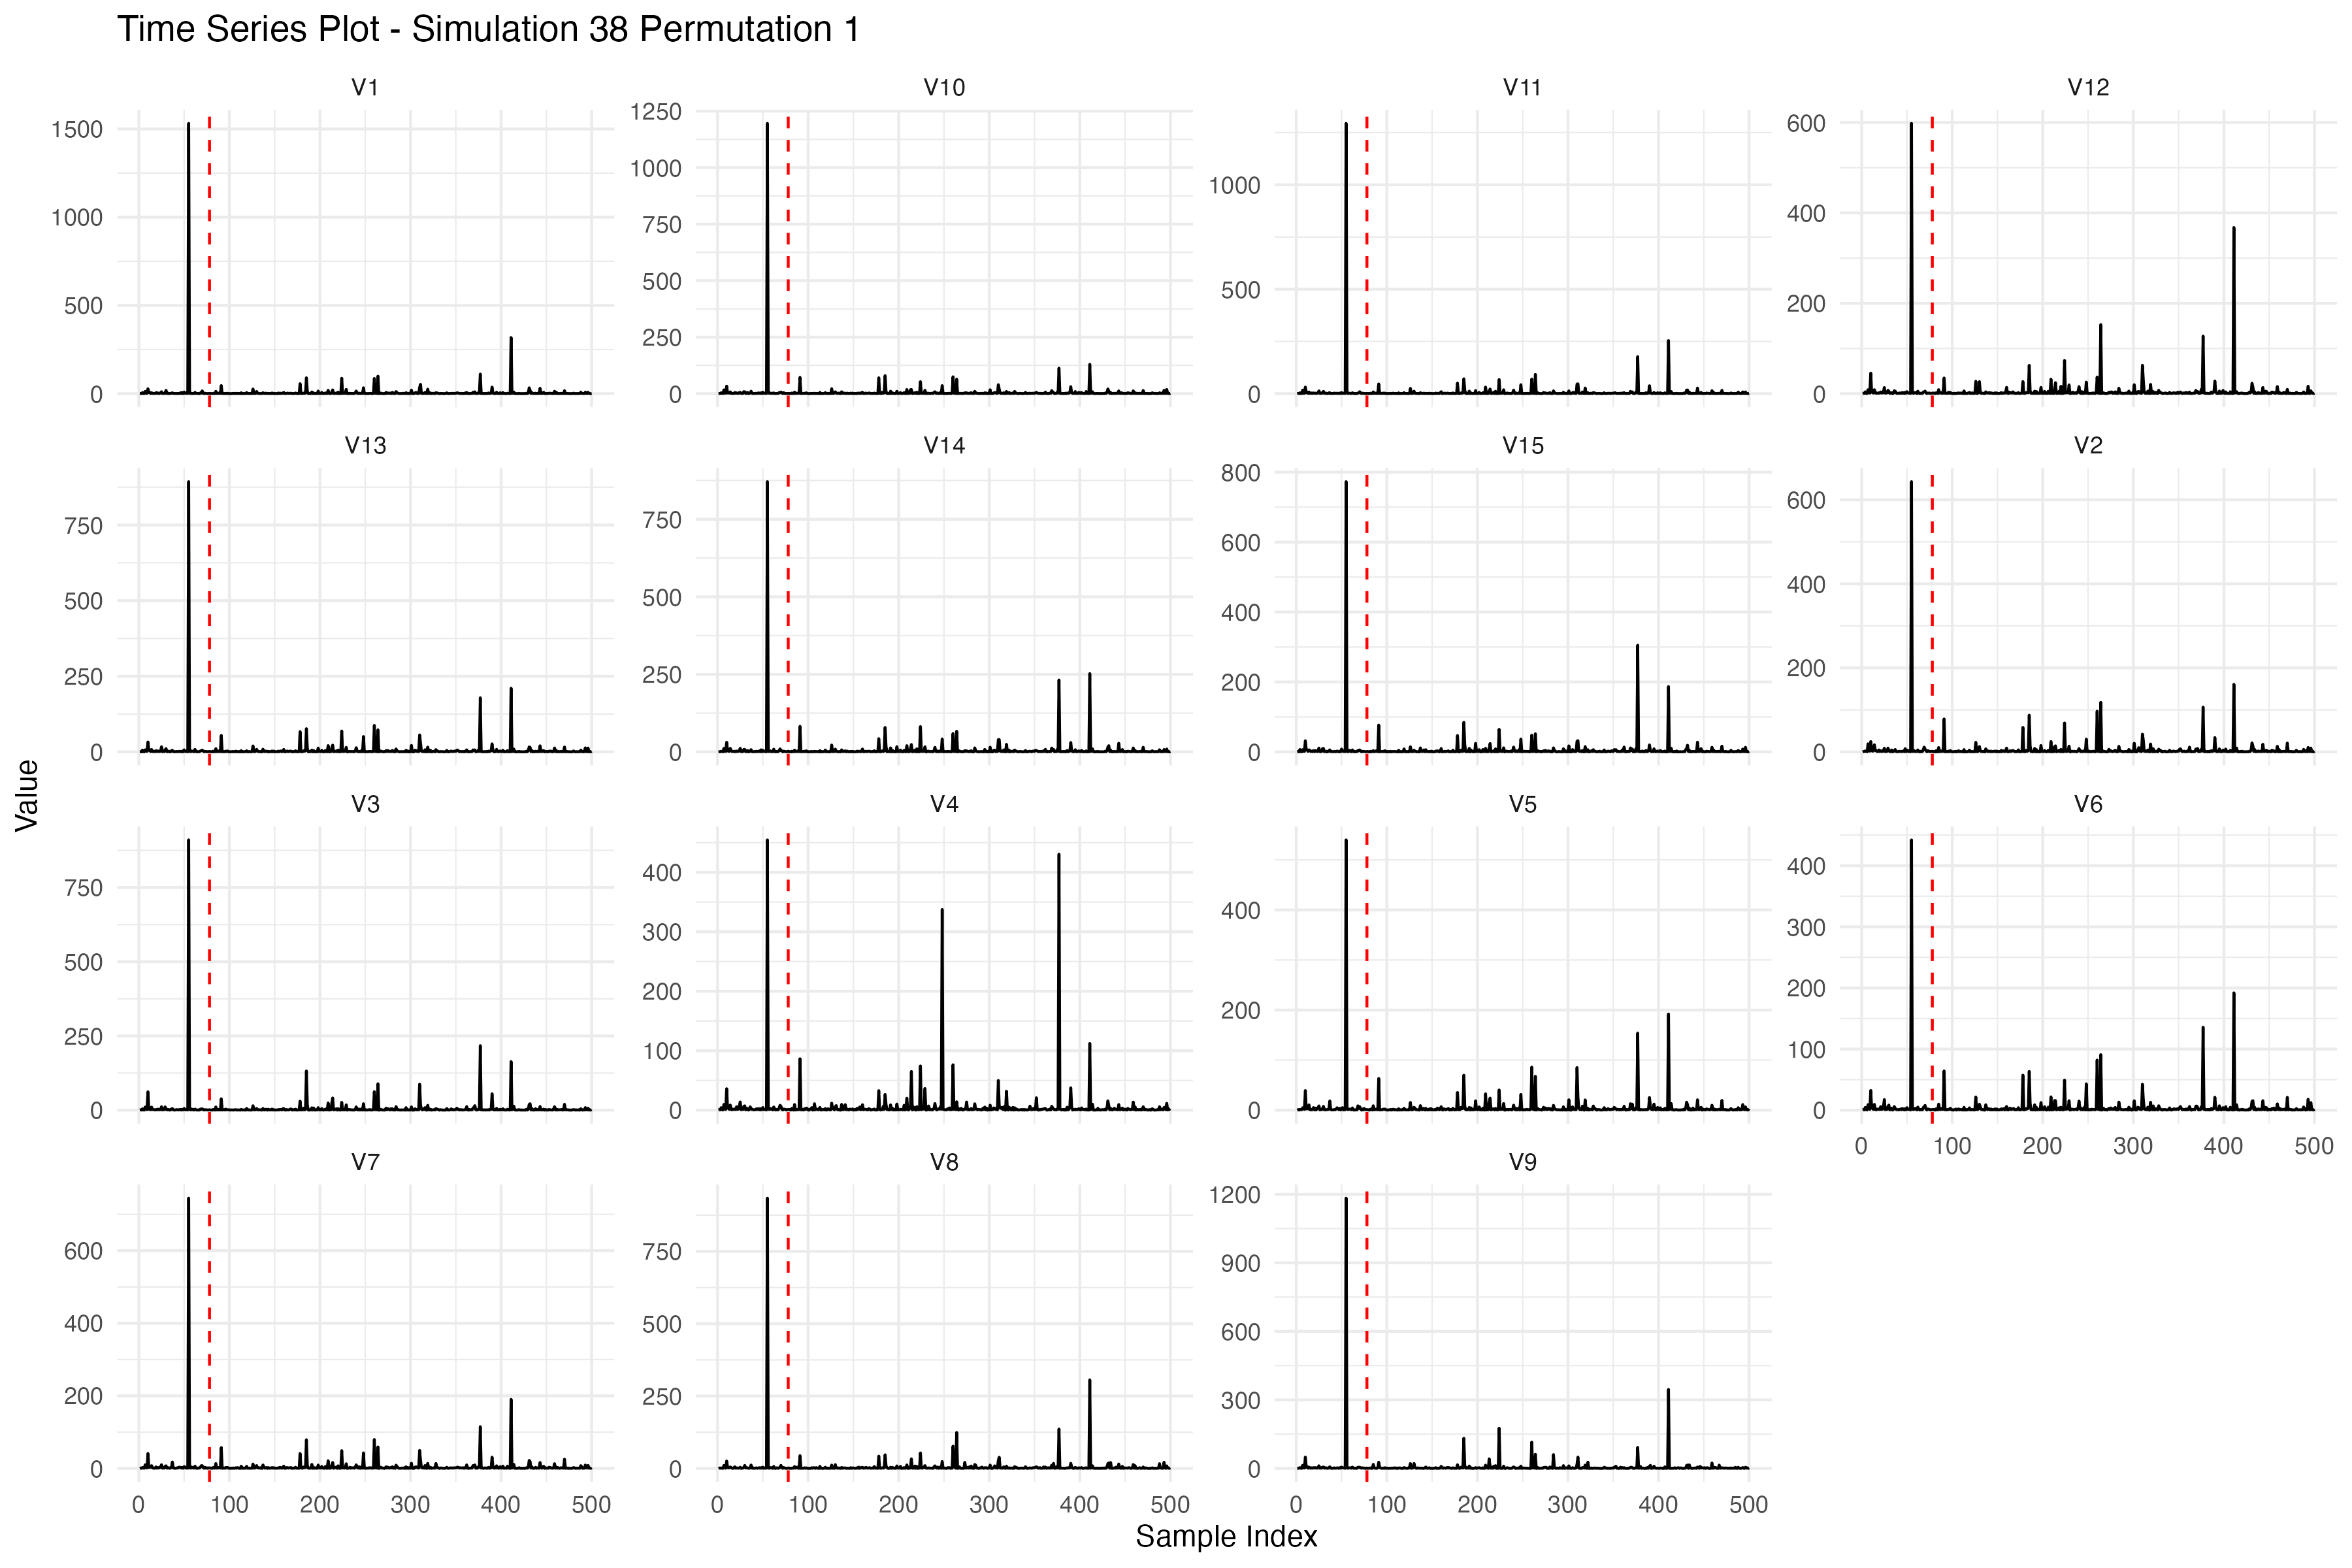 Time Series Plot - Simulation 38 Permutation 1
V1 V10 V11 V12
1500 1000 500 0
1250 1000 750 500 250 0
1000 500 0
600 400 200 0
V13 V14 V15 V2
750 500 250 0
750 500 250 0
800 600 400 200 0
600 400 200 0
Value
V3 V4 V5 V6
750 500 250 0
400 300 200 100 0
400 200 0
400 300 200 100 0
0 100 200 300 400 500
V7 V8 V9
600 400 200 0
750 500 250 0
1200 900 600 300 0
0 100 200 300 400 500
0 100 200 300 400 500
0 100 200 300 400 500
Sample Index